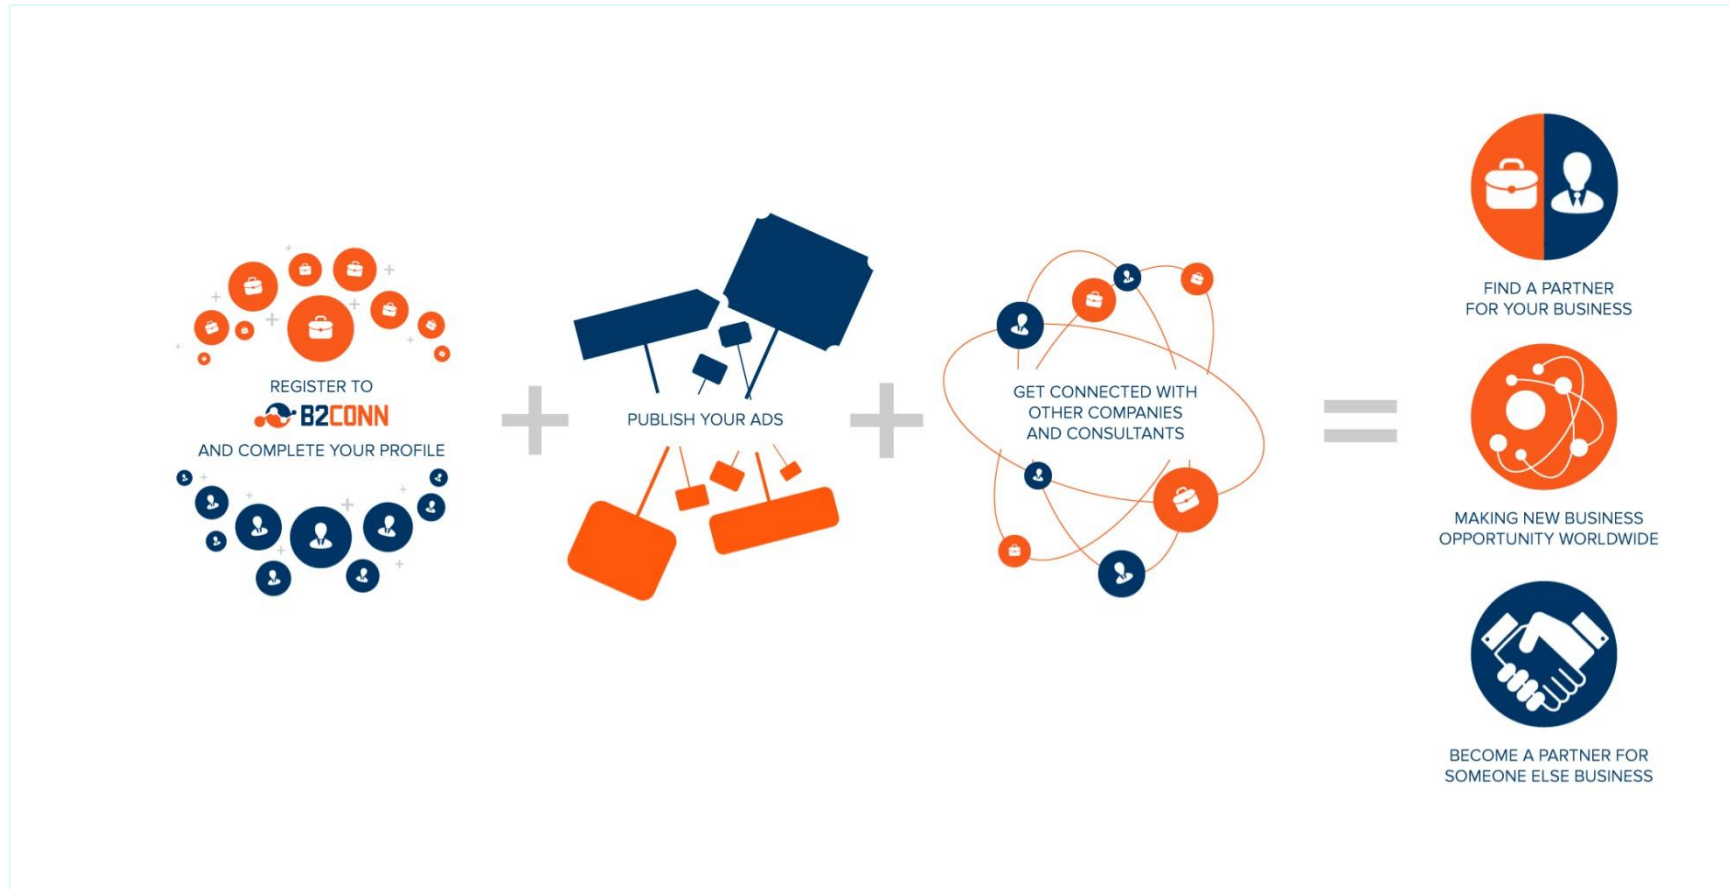 REGISTER TO
B2CONN
AND COMPLETE YOUR PROFILE
PUBLISH YOUR ADS
GET CONNECTED WITH
OTHER COMPANIES
AND CONSULTANTS
FIND A PARTNER
FOR YOUR BUSINESS
MAKING NEW BUSINESS
OPPORTUNITY WORLDWIDE
BECOME A PARTNER FOR
SOMEONE ELSE BUSINESS